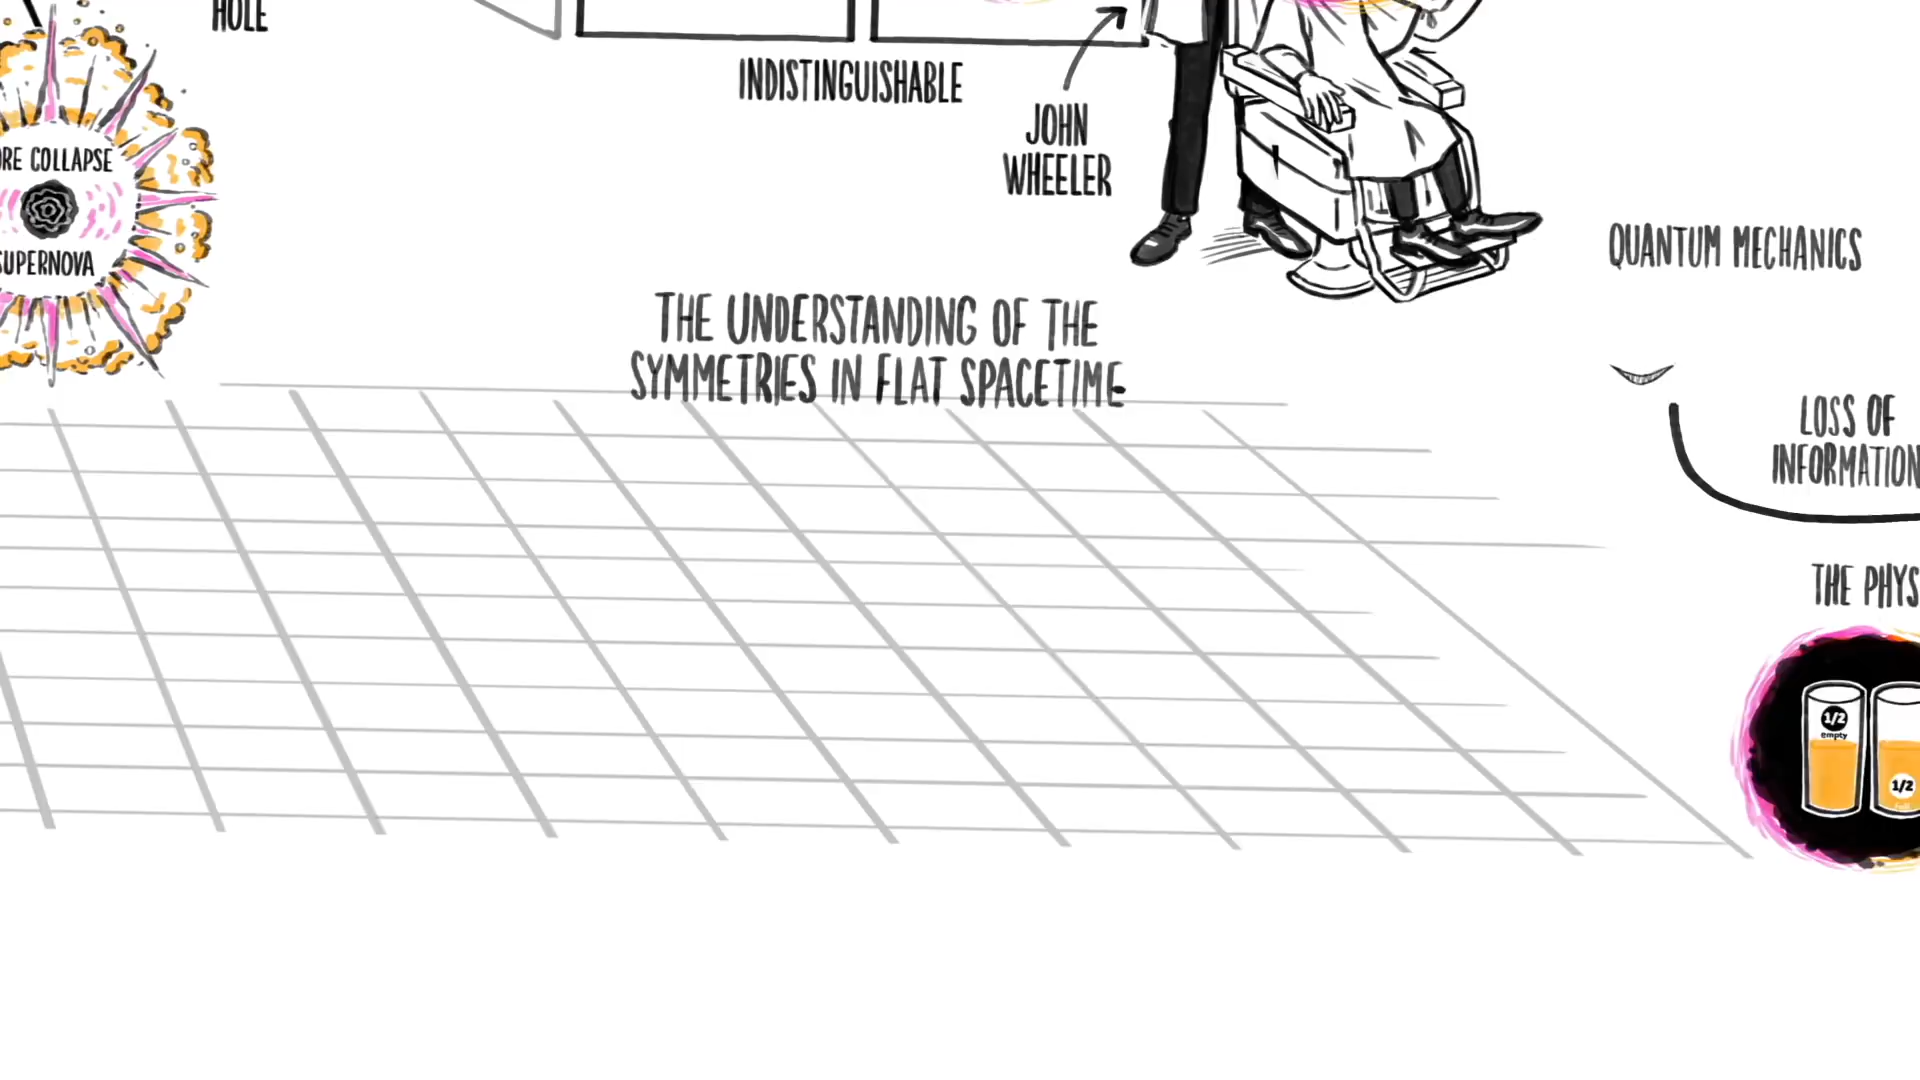 HOLE
INDISTINGUISHABLE
JOHN
WHEELER
COLLAPSE
SUPERNOVA
QUANTUM MECHANICS
THE UNDERSTANDING OF THE
SYMMETRIES IN FLAT SPACETIME
LOSS OF
INFORMATION
THE PHYS
1/2
empty
1/2